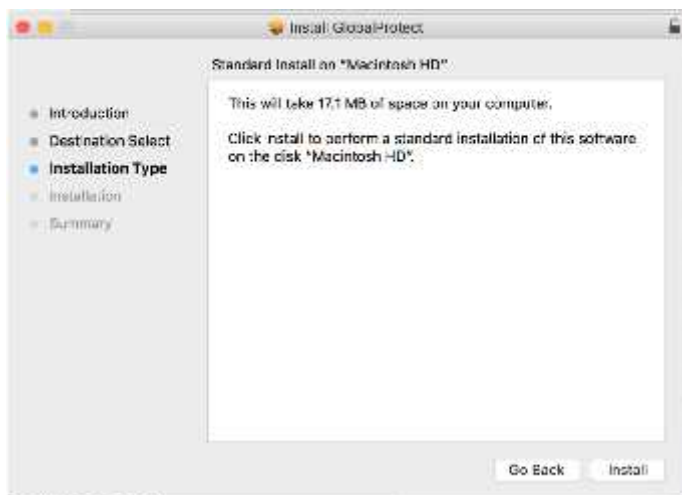 Install GlobalProtect
Standard Install on "Macintosh HD"
Introduction
Destination Select
Installation Type
Installation
Summary
This will take 17.1 MB of space on your computer.
Click Install to perform a standard installation of this software
on the disk "Macintosh HD".
Go Back
Install